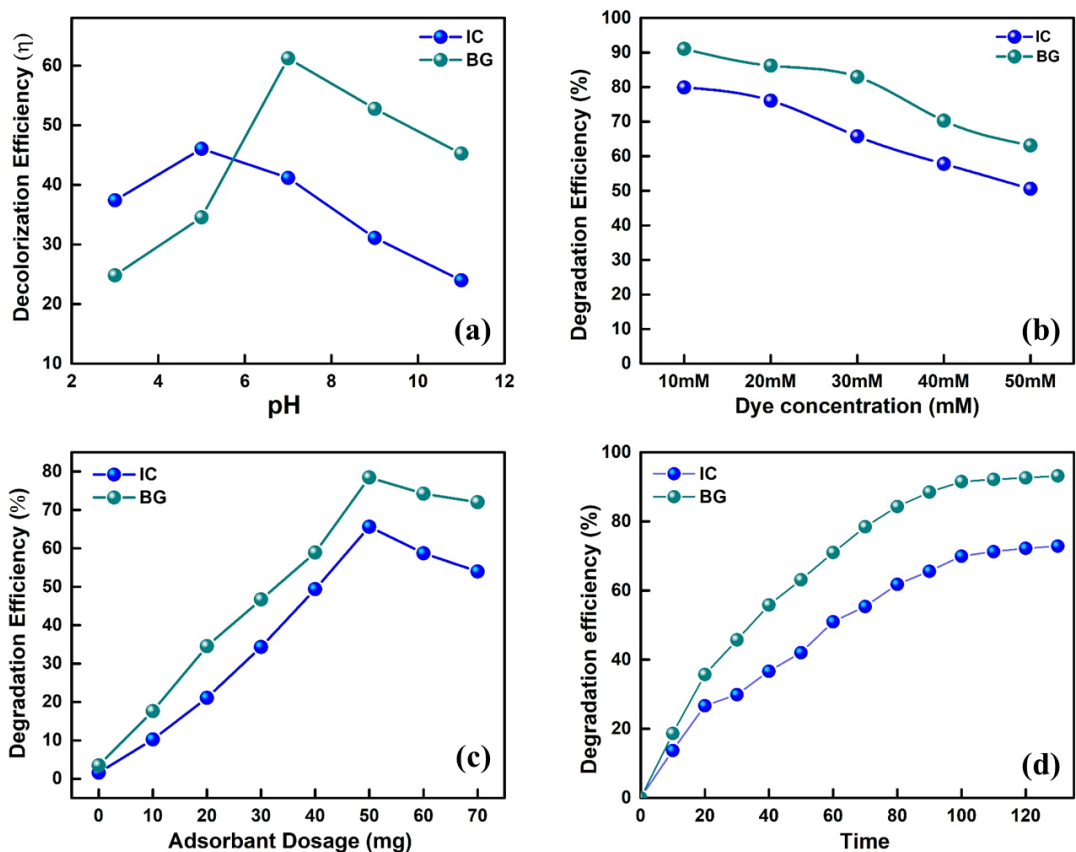 Decolorization Efficiency (η)
60
50
40
30
20
10
2
4
6
8
10
12
pH
IC
BG
(a)
Degradation Efficiency (%)
100
90
80
70
60
50
40
30
20
10
0
10mM
20mM
30mM
40mM
50mM
Dye concentration (mM)
IC
BG
(b)
Degradation Efficiency (%)
80
70
60
50
40
30
20
10
0
0
10
20
30
40
50
60
70
Adsorbant Dosage (mg)
IC
BG
(c)
Degradation efficiency (%)
100
80
60
40
20
0
0
20
40
60
80
100
120
Time
IC
BG
(d)